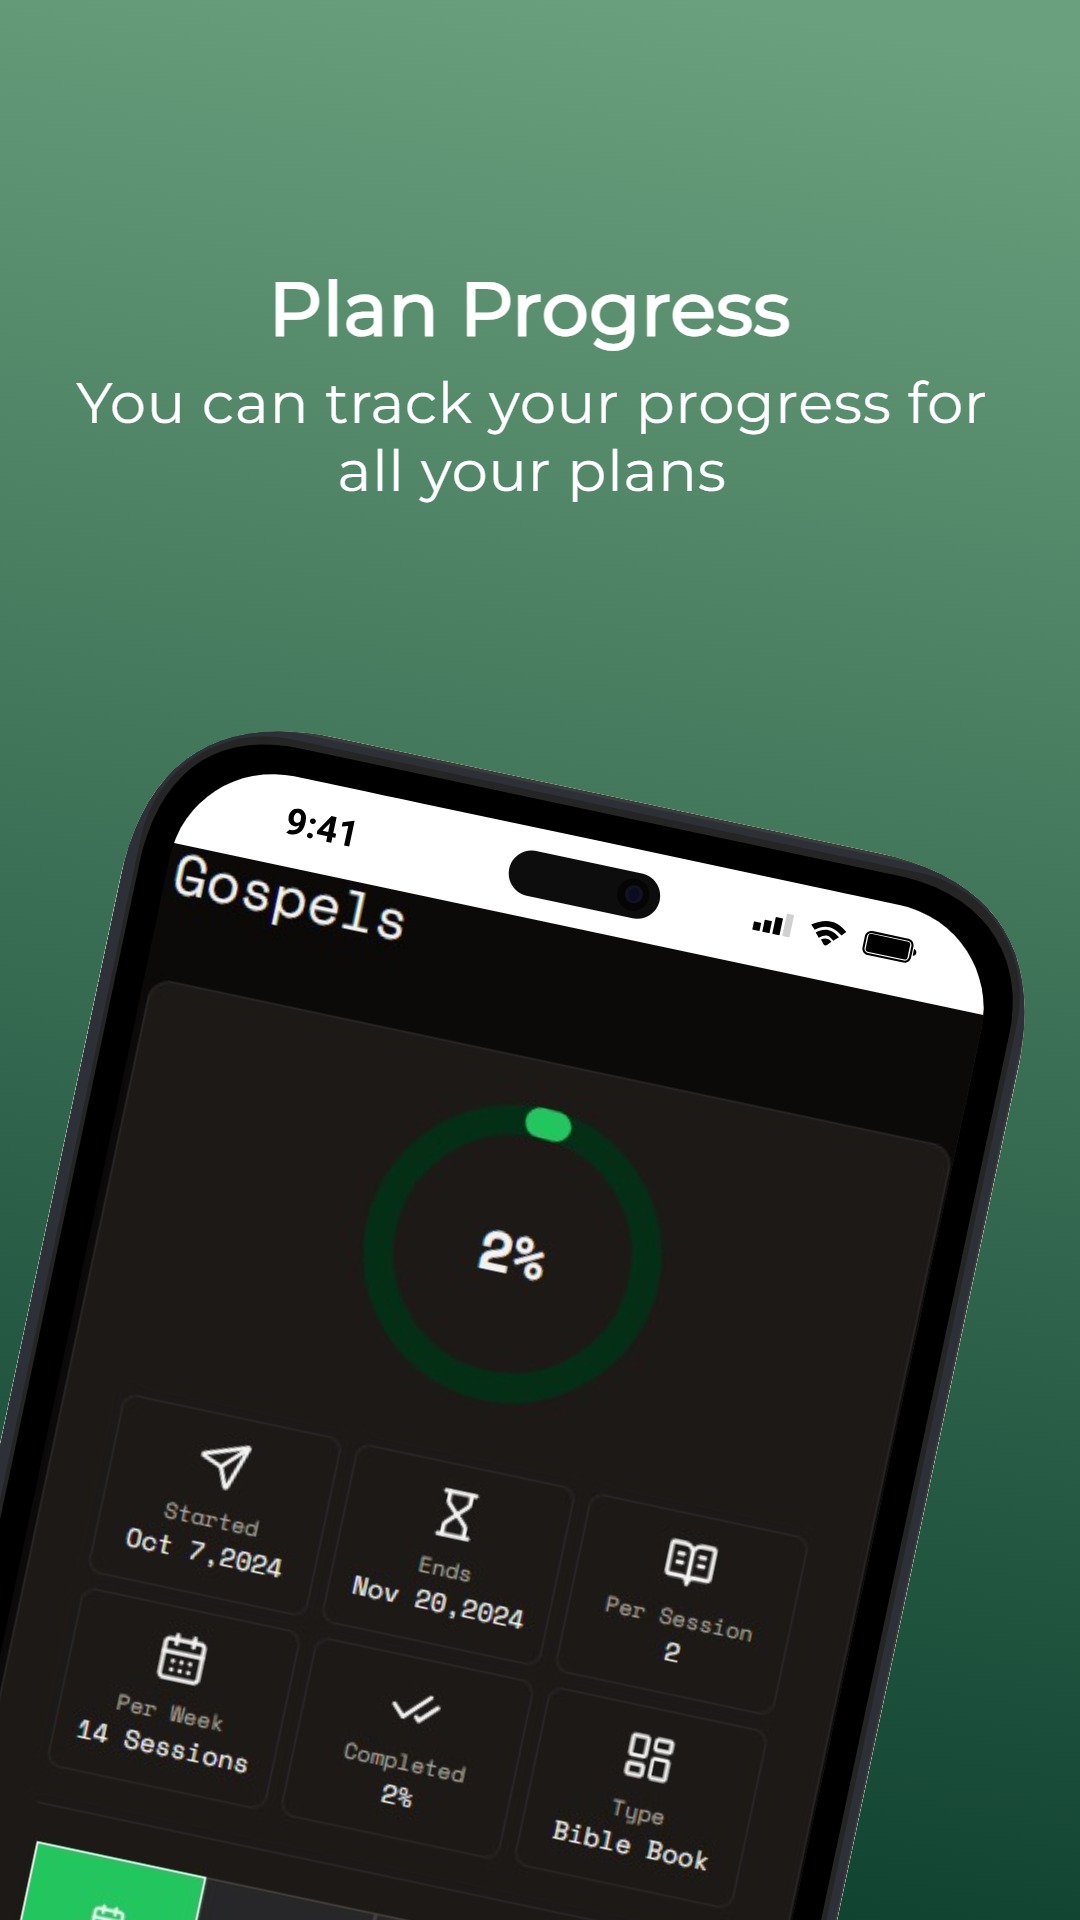 Plan Progress
You can track your progress for
all your plans
9:41
Gospels
2%
Started
Oct 7,2024
Ends
Nov 20,2024
Per Session
2
Per Week
14 Sessions
Completed
2%
Type
Bible Book